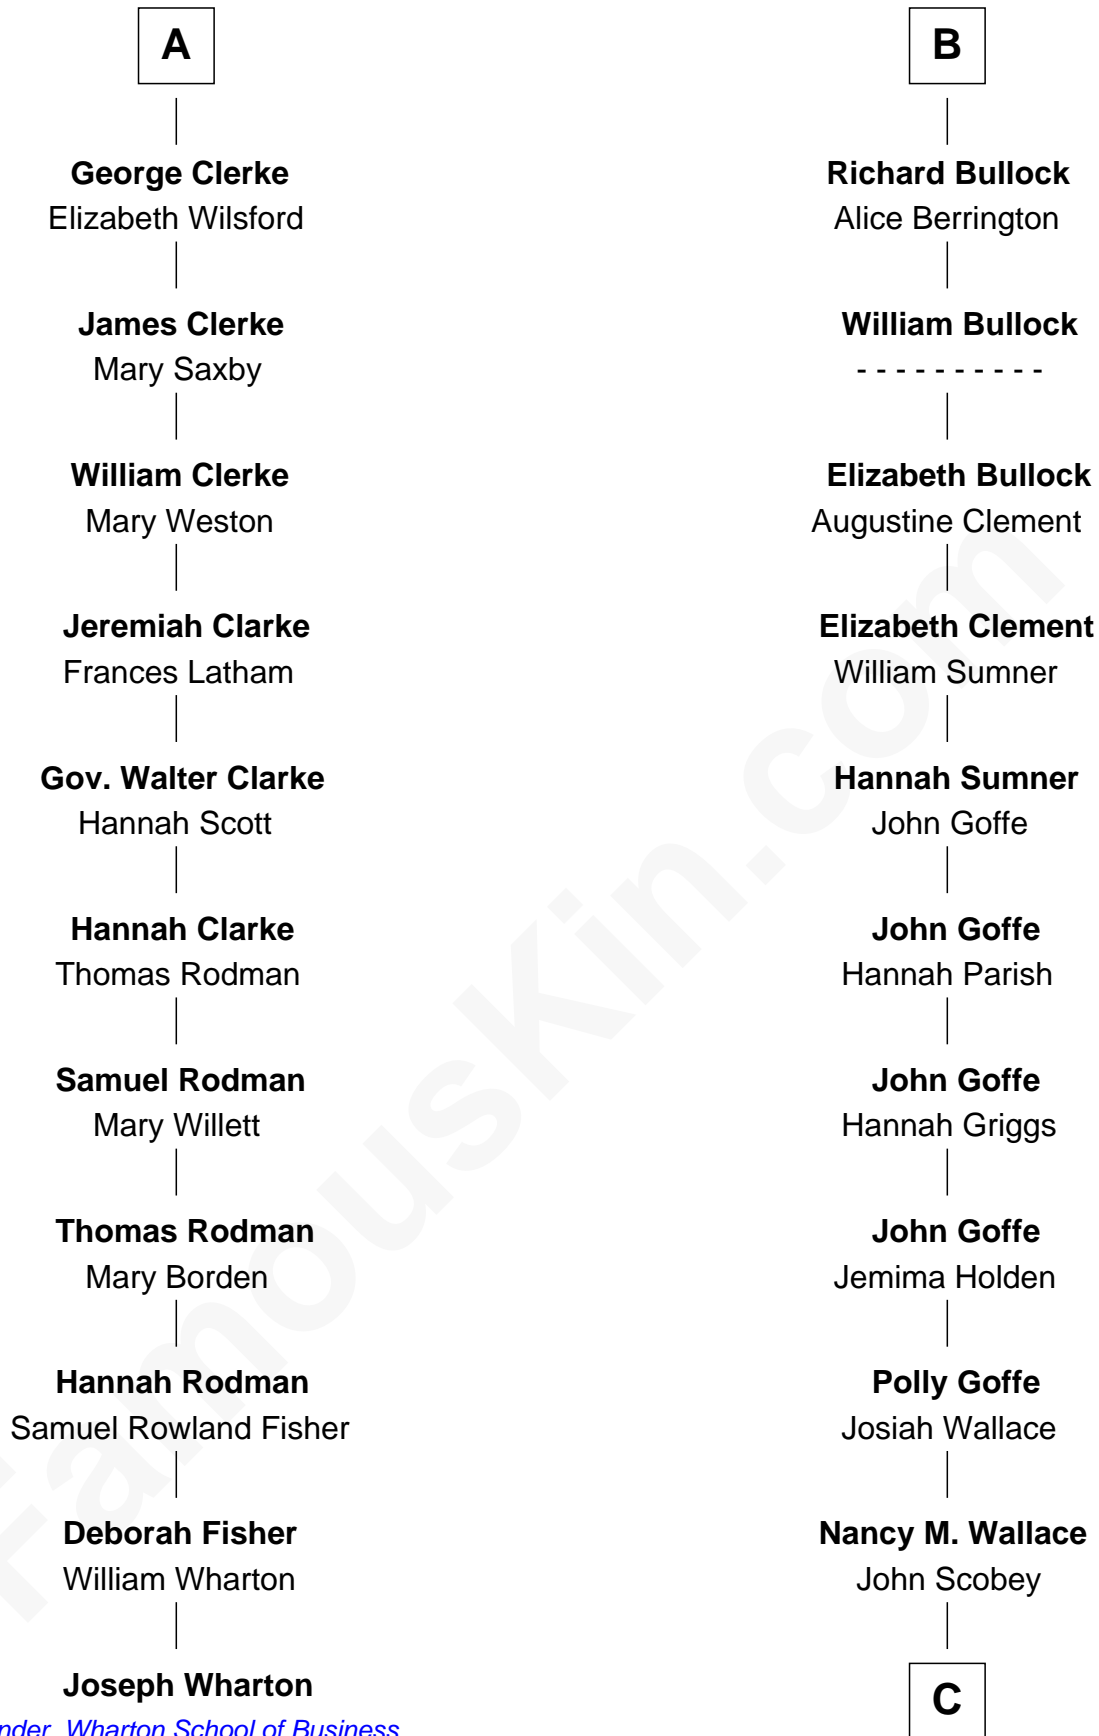 A
George Clerke
Elizabeth Wilsford
James Clerke
Mary Saxby
William Clerke
Mary Weston
Jeremiah Clarke
Frances Latham
Gov. Walter Clarke
Hannah Scott
Hannah Clarke
Thomas Rodman
Samuel Rodman
Mary Willett
Thomas Rodman
Mary Borden
Hannah Rodman
Samuel Rowland Fisher
Deborah Fisher
William Wharton
Joseph Wharton
Wharton School of Business
B
Richard Bullock
Alice Berrington
William Bullock
- - - - - - - - - -
Elizabeth Bullock
Augustine Clement
Elizabeth Clement
William Sumner
Hannah Sumner
John Goffe
John Goffe
Hannah Parish
John Goffe
Hannah Griggs
John Goffe
Jemima Holden
Polly Goffe
Josiah Wallace
Nancy M. Wallace
John Scobey
C
FamousKin.com